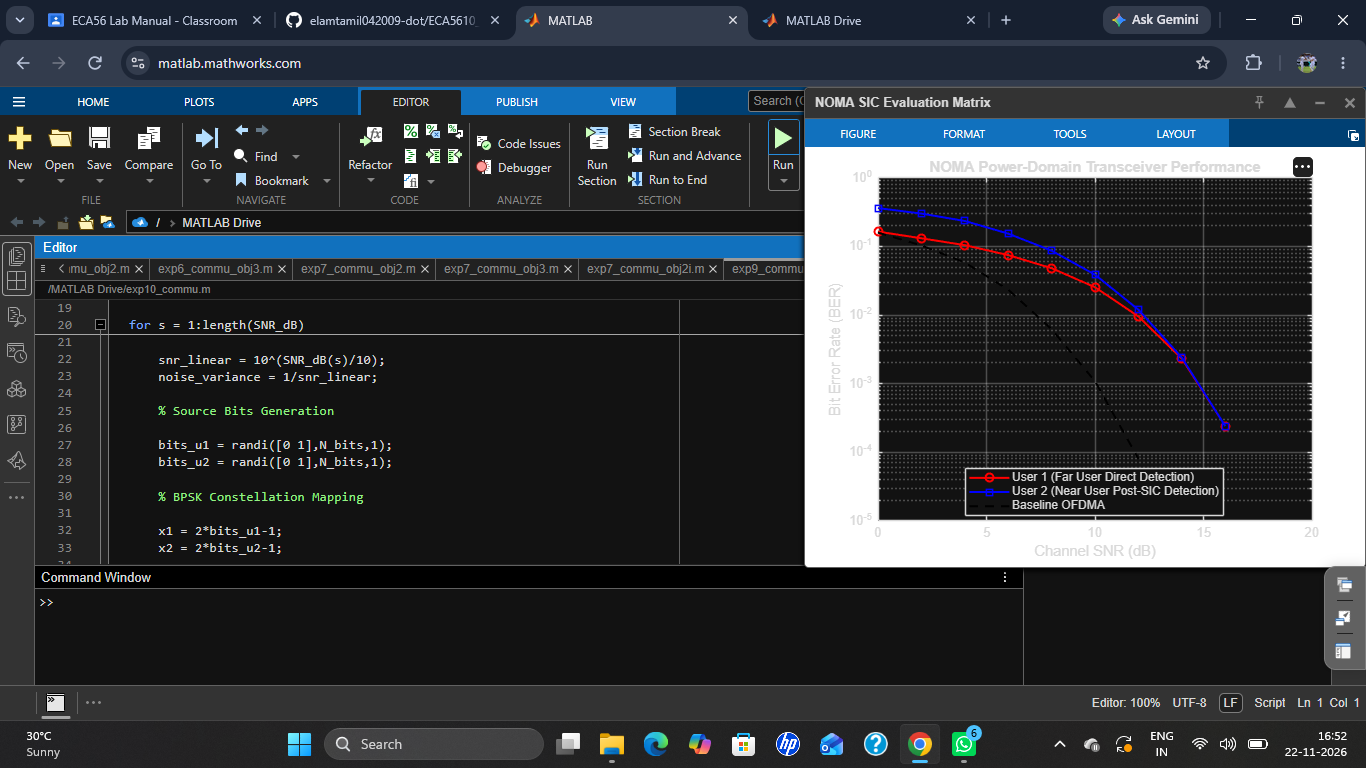 ECA56 Lab Manual - Classroom
elamtamil042009-dot/ECA5610
MATLAB
MATLAB Drive
Ask Gemini
matlab.mathworks.com
HOME
PLOTS
APPS
EDITOR
PUBLISH
VIEW
Search (
New
Open
Save
Compare
FILE
Go To
Find
Bookmark
NAVIGATE
Refactor
CODE
Code Issues
Debugger
ANALYZE
Run
Section
Section Break
Run and Advance
Run to End
SECTION
Run
/ MATLAB Drive
Editor
mu_obj2.m
exp6_commu_obj3.m
exp7_commu_obj2.m
exp7_commu_obj3.m
exp7_commu_obj2i.m
exp9_commu
/MATLAB Drive/exp10_commu.m
19
20 for s = 1:length(SNR_dB)
21
22 snr_linear = 10^(SNR_dB(s)/10);
23 noise_variance = 1/snr_linear;
24
25 % Source Bits Generation
26
27 bits_u1 = randi([0 1],N_bits,1);
28 bits_u2 = randi([0 1],N_bits,1);
29
30 % BPSK Constellation Mapping
31
32 x1 = 2*bits_u1-1;
33 x2 = 2*bits_u2-1;
Command Window
>>
NOMA SIC Evaluation Matrix
FIGURE
FORMAT
TOOLS
LAYOUT
NOMA Power-Domain Transceiver Performance
Bit Error Rate (BER)
10^0
10^-1
10^-2
10^-3
10^-4
10^-5
User 1 (Far User Direct Detection)
User 2 (Near User Post-SIC Detection)
Baseline OFDMA
0 5 10 15 20
Channel SNR (dB)
Editor: 100% UTF-8 LF Script Ln 1 Col 1
30°C
Sunny
Search
6
ENG
IN
16:52
22-11-2026